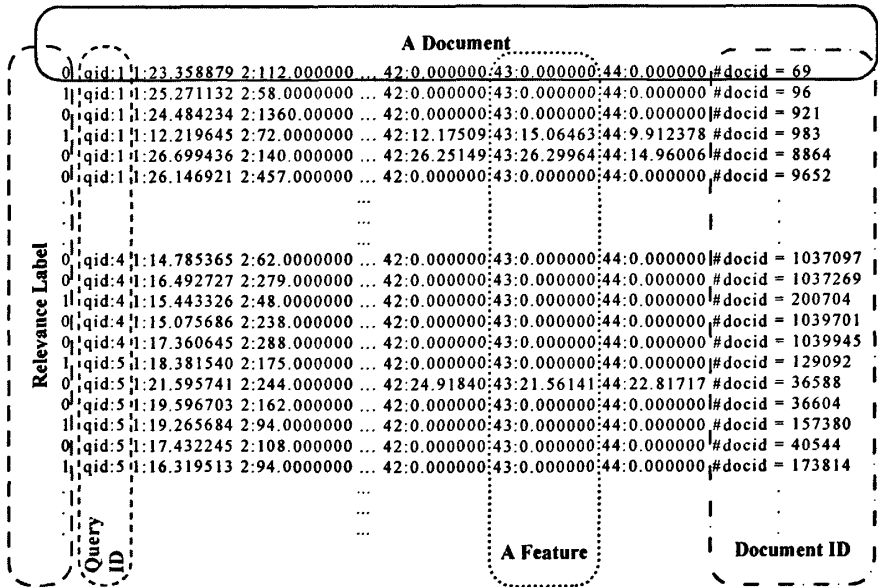 A Document
0 qid:1 1:23.358879 2:112.000000 ... 42:0.000000 43:0.000000 44:0.000000 #docid = 69
1 qid:1 1:25.271132 2:58.0000000 ... 42:0.000000 43:0.000000 44:0.000000 #docid = 96
0 qid:1 1:24.484234 2:1360.00000 ... 42:0.000000 43:0.000000 44:0.000000 #docid = 921
1 qid:1 1:12.219645 2:72.0000000 ... 42:12.17509 43:15.06463 44:9.912378 #docid = 983
0 qid:1 1:26.699436 2:140.000000 ... 42:26.25149 43:26.29964 44:14.96006 #docid = 8864
0 qid:1 1:26.146921 2:457.000000 ... 42:0.000000 43:0.000000 44:0.000000 #docid = 9652
. . ... .
. . ... .
. . ... .
0 qid:4 1:14.785365 2:62.0000000 ... 42:0.000000 43:0.000000 44:0.000000 #docid = 1037097
0 qid:4 1:16.492727 2:279.000000 ... 42:0.000000 43:0.000000 44:0.000000 #docid = 1037269
1 qid:4 1:15.443326 2:48.0000000 ... 42:0.000000 43:0.000000 44:0.000000 #docid = 200704
0 qid:4 1:15.075686 2:238.000000 ... 42:0.000000 43:0.000000 44:0.000000 #docid = 1039701
0 qid:4 1:17.360645 2:288.000000 ... 42:0.000000 43:0.000000 44:0.000000 #docid = 1039945
1 qid:5 1:18.381540 2:175.000000 ... 42:0.000000 43:0.000000 44:0.000000 #docid = 129092
0 qid:5 1:21.595741 2:244.000000 ... 42:24.91840 43:21.56141 44:22.81717 #docid = 36588
0 qid:5 1:19.596703 2:162.000000 ... 42:0.000000 43:0.000000 44:0.000000 #docid = 36604
1 qid:5 1:19.265684 2:94.0000000 ... 42:0.000000 43:0.000000 44:0.000000 #docid = 157380
0 qid:5 1:17.432245 2:108.000000 ... 42:0.000000 43:0.000000 44:0.000000 #docid = 40544
1 qid:5 1:16.319513 2:94.0000000 ... 42:0.000000 43:0.000000 44:0.000000 #docid = 173814
. . ... .
. . ... .
. . ... .
Relevance Label
Query ID
A Feature
Document ID